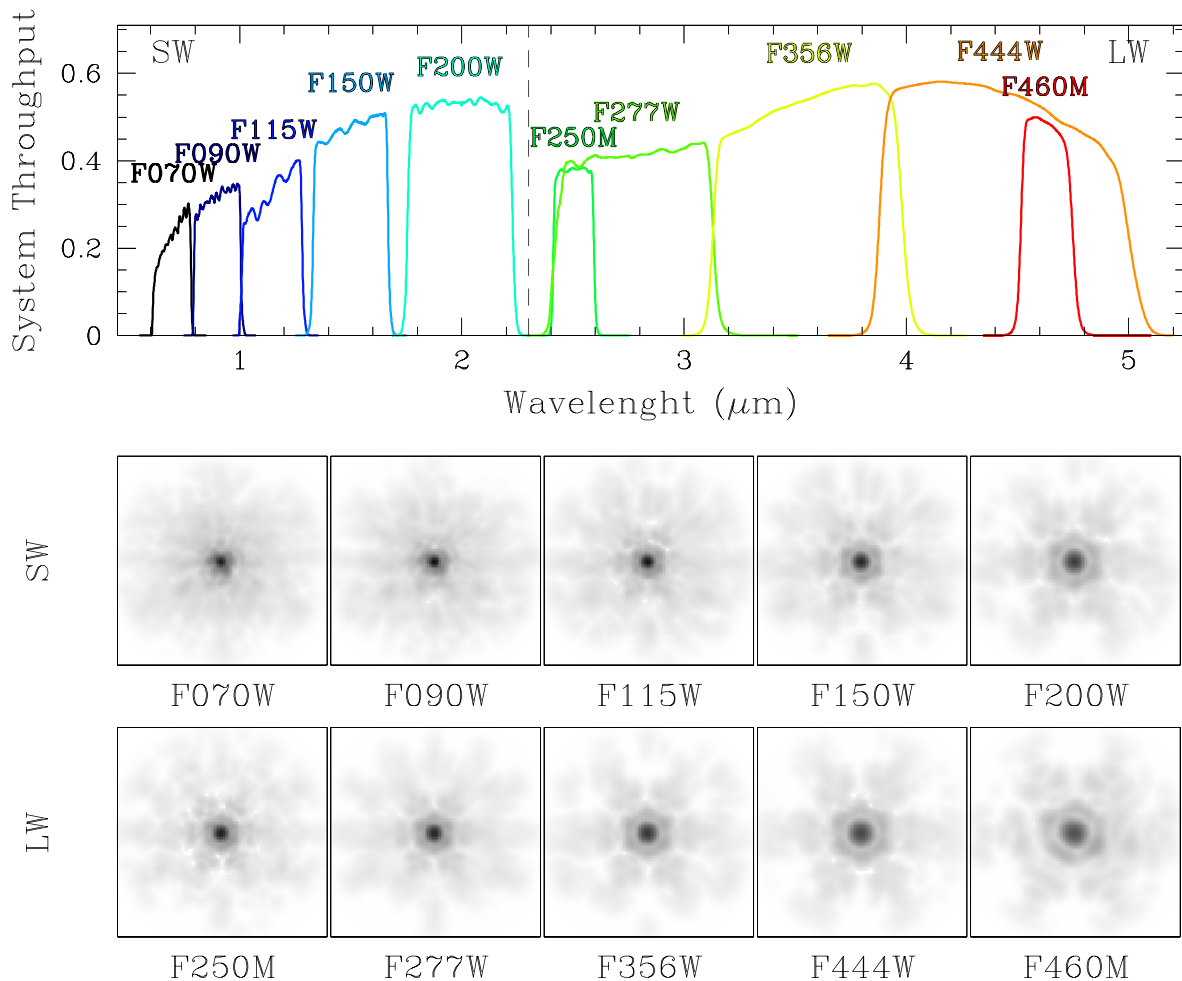 System Throughput
SW
LW
F070W
F090W
F115W
F150W
F200W
F250M
F277W
F356W
F444W
F460M
0.6
0.4
0.2
0
1 2 3 4 5
Wavelenght (μm)
SW
F070W F090W F115W F150W F200W
LW
F250M F277W F356W F444W F460M